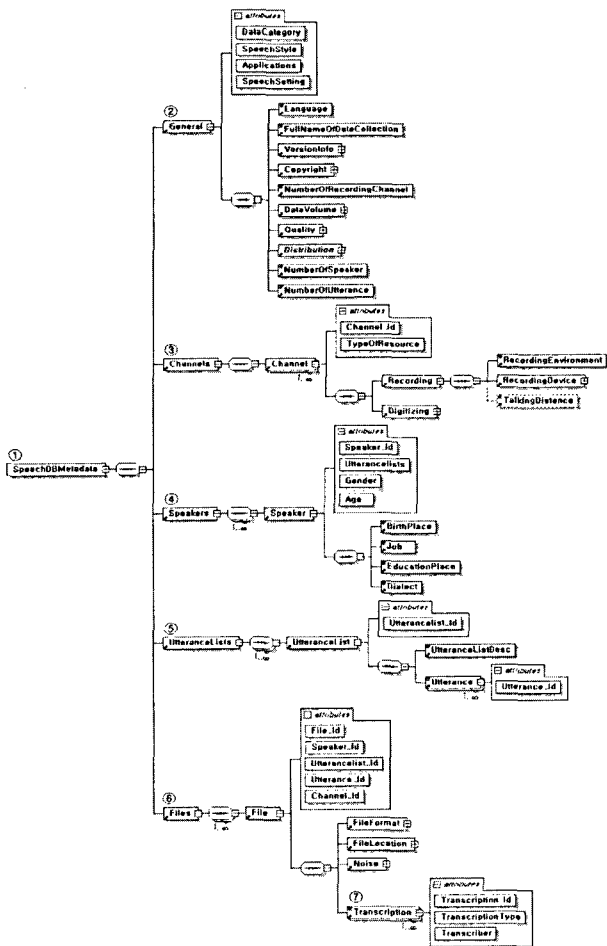 attributes
DataCategory
SpeechStyle
Applications
SpeechSetting
②
General
Language
FullNameOfDataCollection
VersionInfo
Copyright
NumberOfRecordingChannel
DataVolume
Quality
Distribution
NumberOfSpeaker
NumberOfUtterance
attributes
Channel_Id
TypeOfResource
③
Channels
Channel
1..∞
Recording
RecordingEnvironment
RecordingDevice
TalkingDistance
Digitizing
①
SpeechDBMetadata
attributes
Speaker_Id
Utterancelists
Gender
Age
④
Speakers
1..∞
Speaker
BirthPlace
Job
EducationPlace
Dialect
attributes
Utterancelist_Id
⑤
UtteranceLists
1..∞
UtteranceList
UtteranceListDesc
Utterance
1..∞
attributes
Utterance_Id
attributes
File_Id
Speaker_Id
Utterancelist_Id
Utterance_Id
Channel_Id
⑥
Files
1..∞
File
FileFormat
FileLocation
Noise
⑦
Transcription
1..∞
attributes
Transcription_Id
TranscriptionType
Transcriber